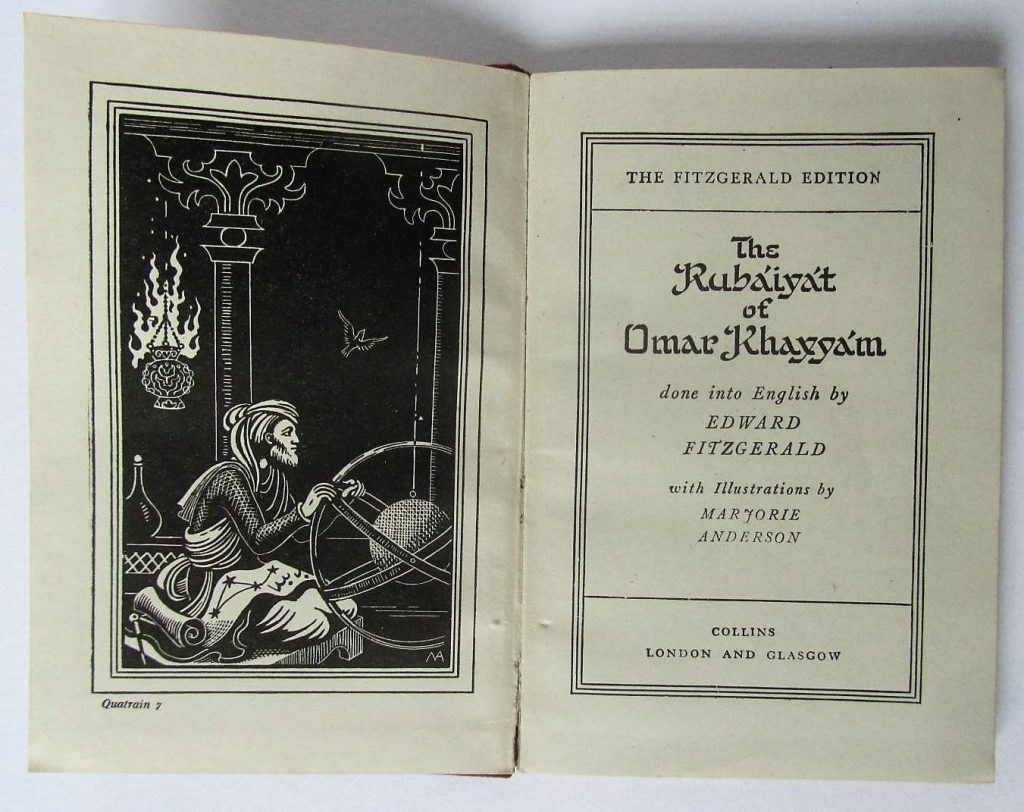 MA
Quatrain 7
THE FITZGERALD EDITION
The
Rubáiyát
of
Omar Khayyám
done into English by
EDWARD
FITZGERALD
with Illustrations by
MARJORIE
ANDERSON
COLLINS
LONDON AND GLASGOW